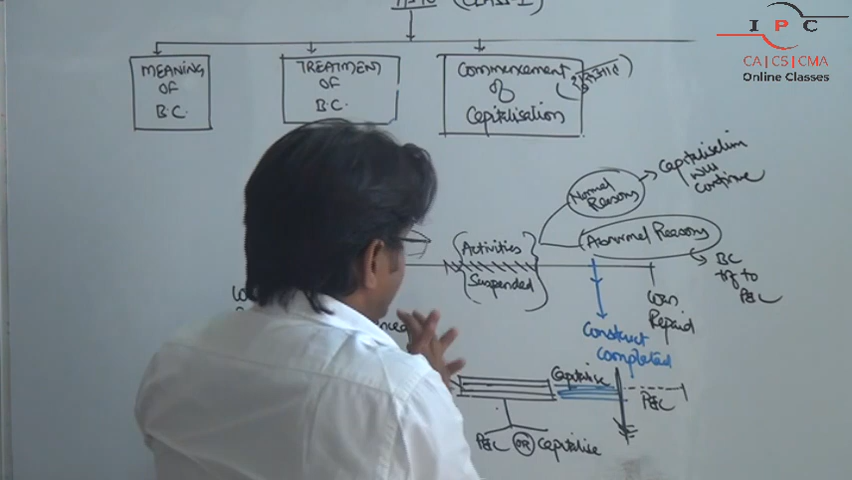 (CLASS-I)
I P C
CA|CS|CMA
Online Classes
MEANING
OF
B.C.
TREATMENT
OF
B.C.
Commencement
of
Capitalisation
Normal
Reasons
Capitalisation
will
continue
Abnormal Reasons
BC
trf to
P&L
Activities
Suspended
Loan
Repaid
Construct
Completed
Capitalise
P&L
P&L OR Capitalise